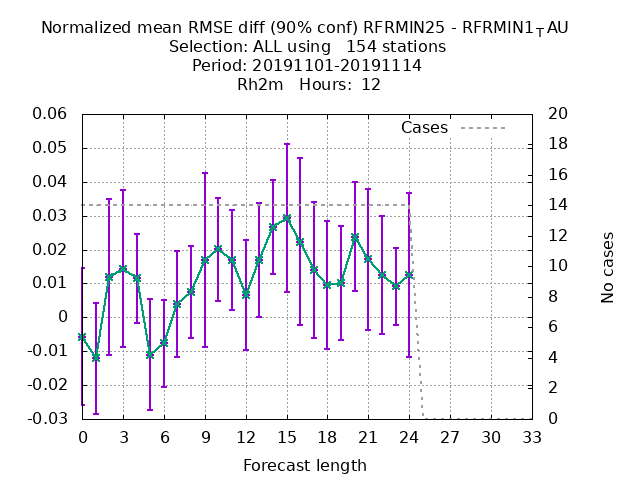 Normalized mean RMSE diff (90% conf) RFRMIN25 - RFRMIN1TAU
Selection: ALL using   154 stations
Period: 20191101-20191114
Rh2m   Hours:  12
Cases
0.06
0.05
0.04
0.03
0.02
0.01
0
-0.01
-0.02
-0.03
20
18
16
14
12
10
8
6
4
2
0
No cases
0 3 6 9 12 15 18 21 24 27 30 33
Forecast length